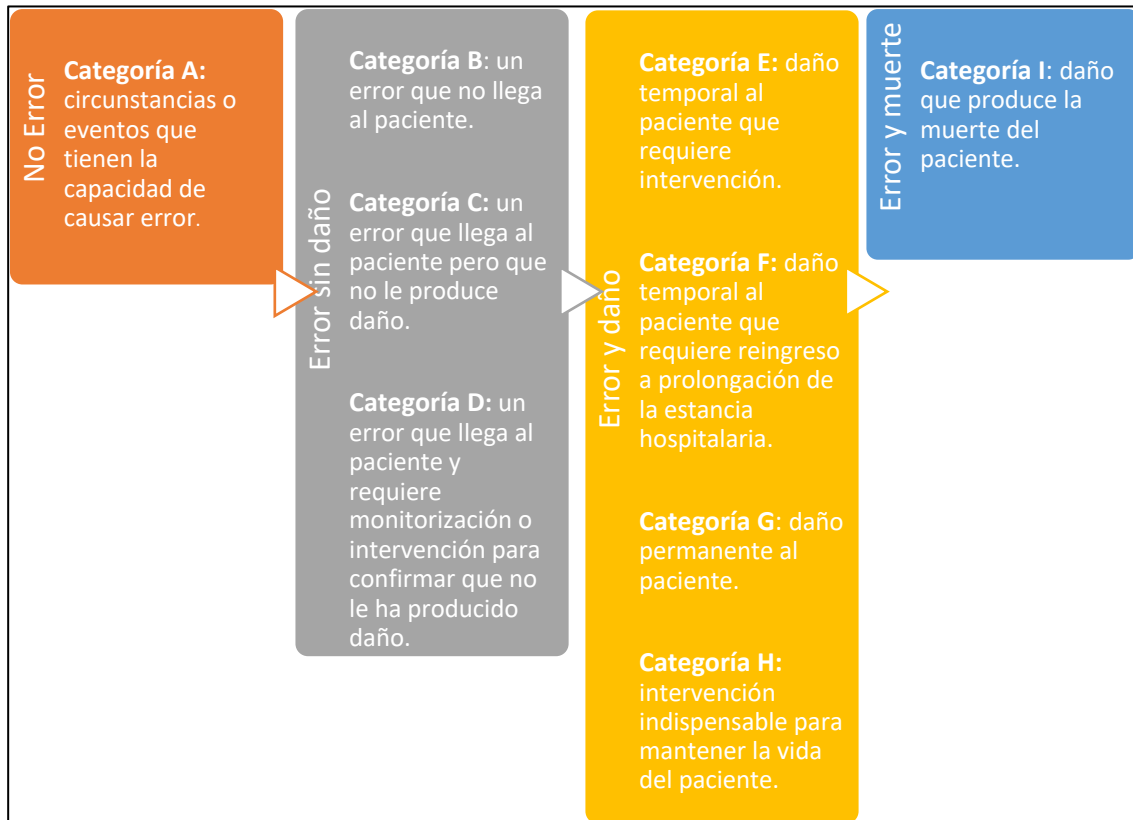 No Error
Categoría A:
circunstancias o
eventos que
tienen la
capacidad de
causar error.
Error sin daño
Categoría B: un
error que no llega
al paciente.
Categoría C: un
error que llega al
paciente pero que
no le produce
daño.
Categoría D: un
error que llega al
paciente y
requiere
monitorización o
intervención para
confirmar que no
le ha producido
daño.
Error y daño
Categoría E: daño
temporal al
paciente que
requiere
intervención.
Categoría F: daño
temporal al
paciente que
requiere reingreso
a prolongación de
la estancia
hospitalaria.
Categoría G: daño
permanente al
paciente.
Categoría H:
intervención
indispensable para
mantener la vida
del paciente.
Error y muerte
Categoría I: daño
que produce la
muerte del
paciente.